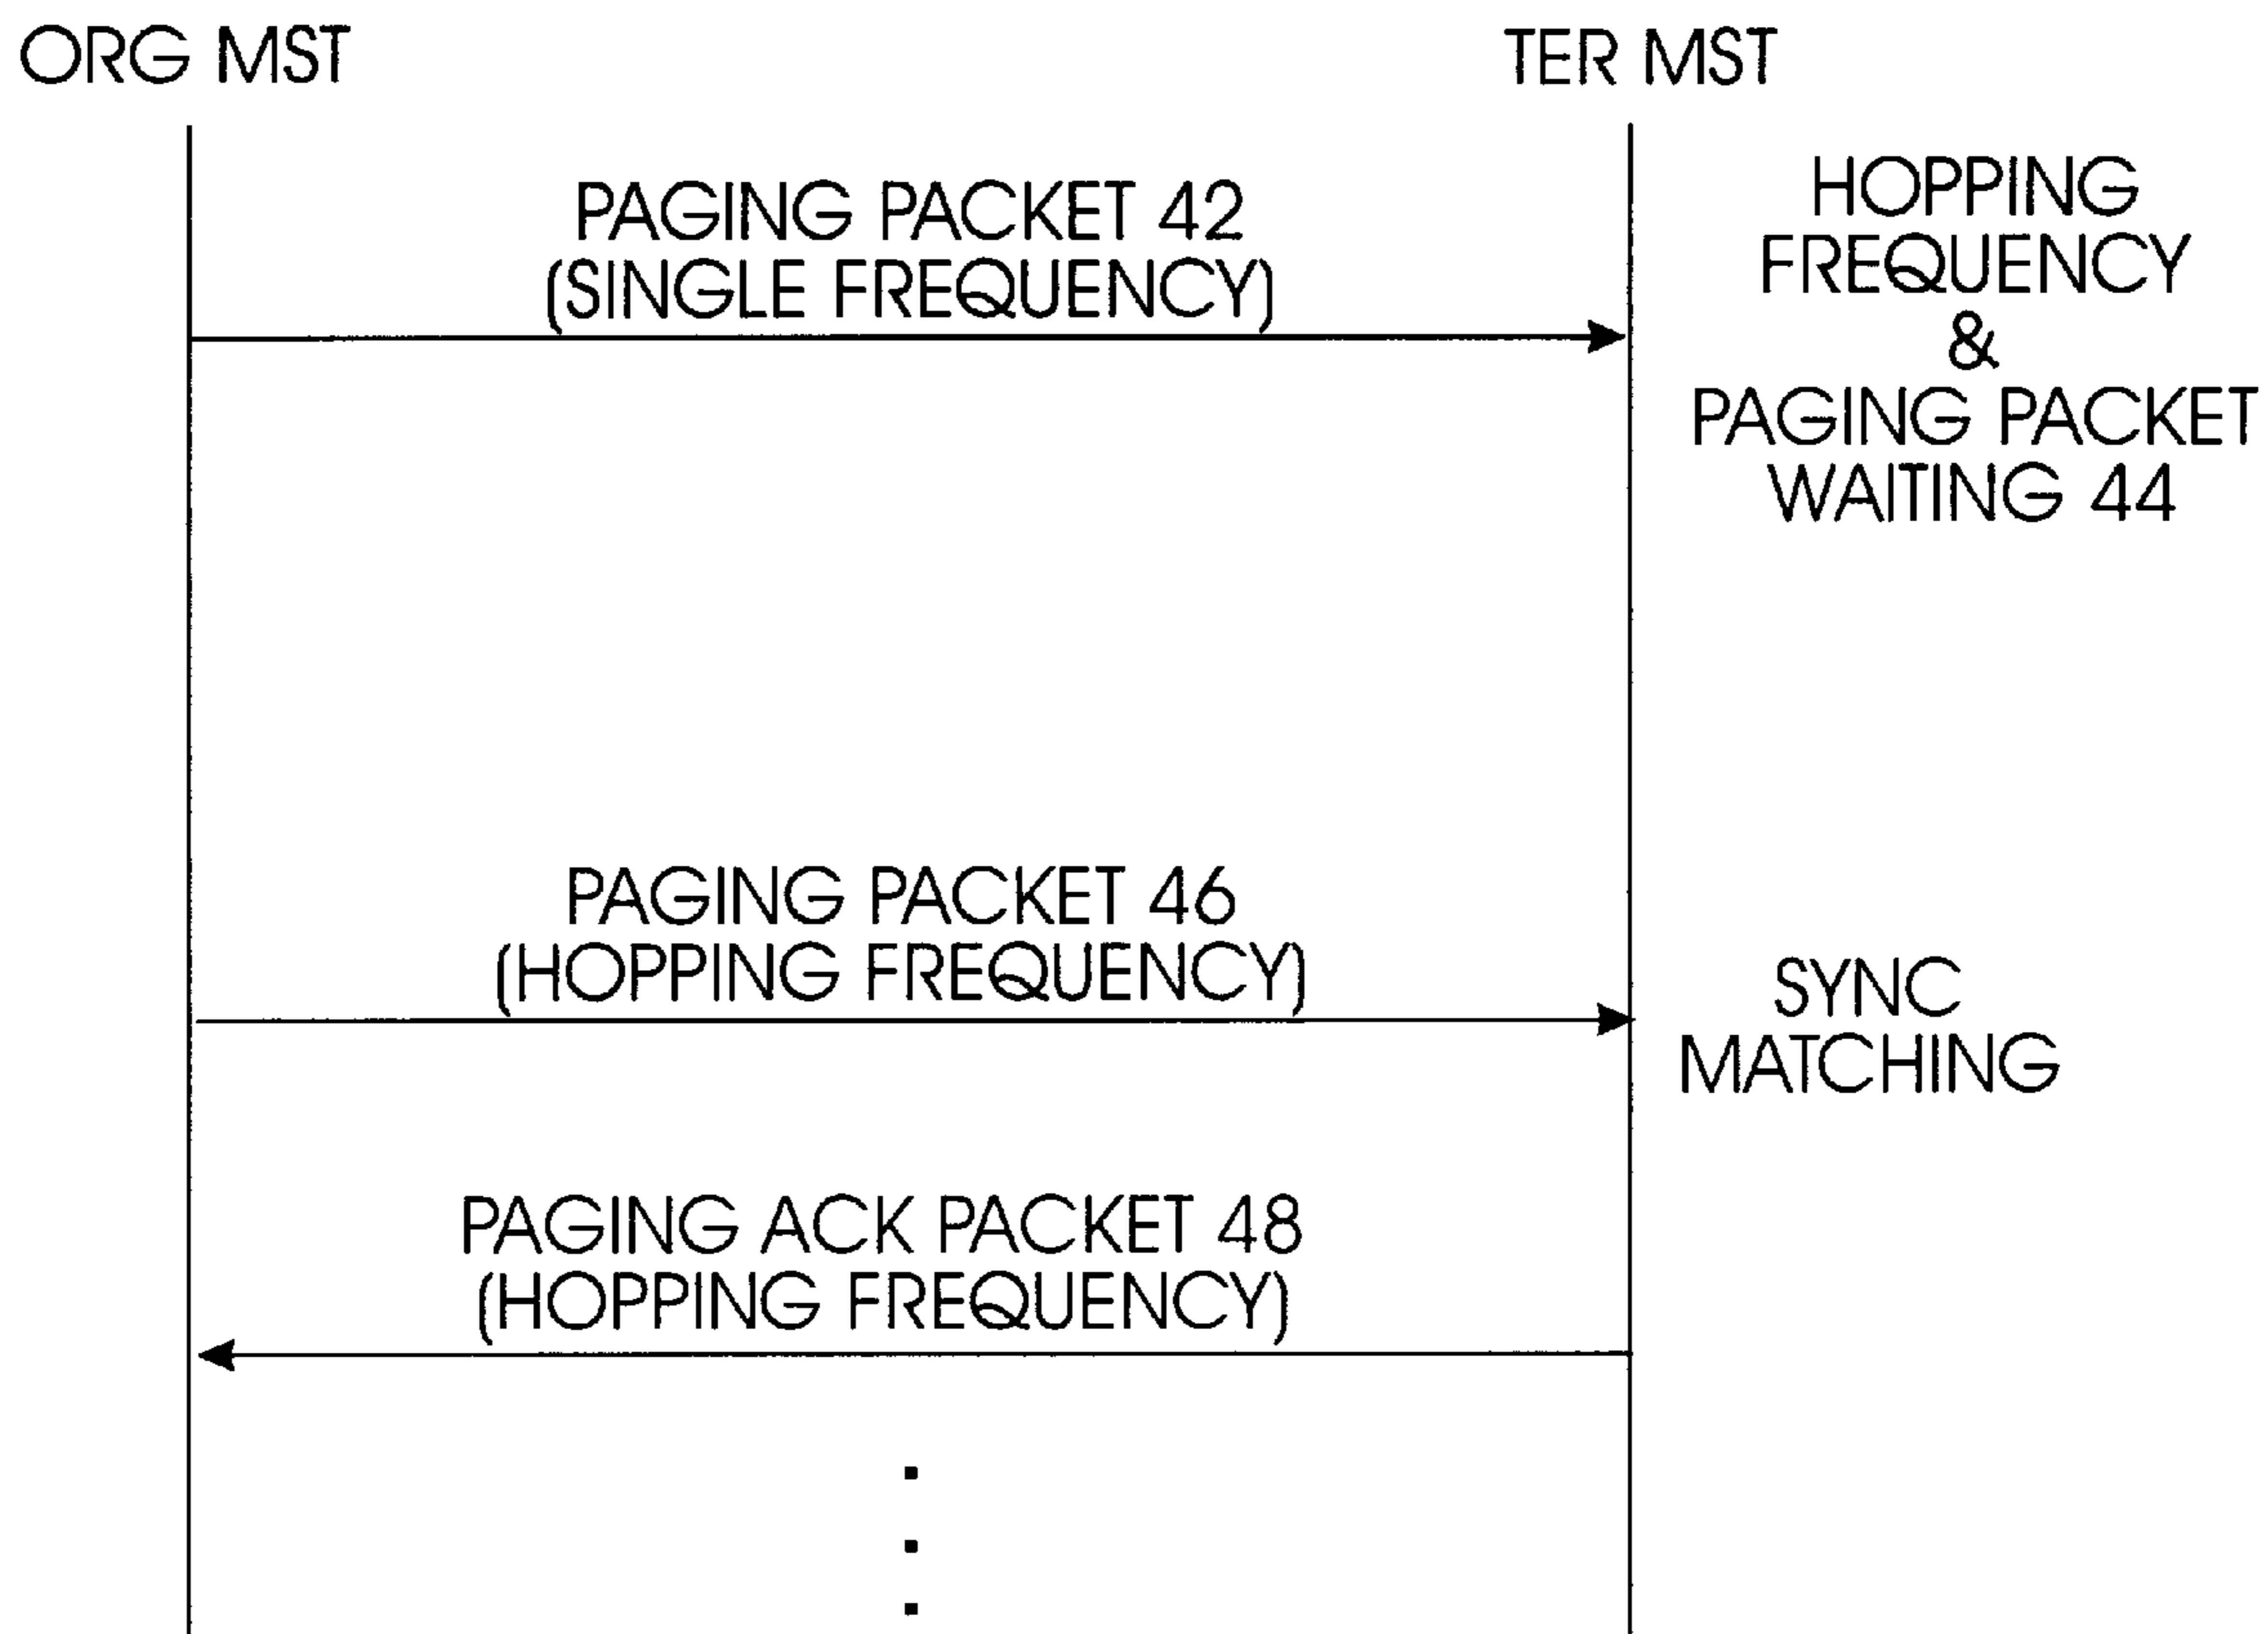 ORG MST
TER MST
PAGING PACKET 42
(SINGLE FREQUENCY)
HOPPING
FREQUENCY
&
PAGING PACKET
WAITING 44
PAGING PACKET 46
(HOPPING FREQUENCY)
SYNC
MATCHING
PAGING ACK PACKET 48
(HOPPING FREQUENCY)